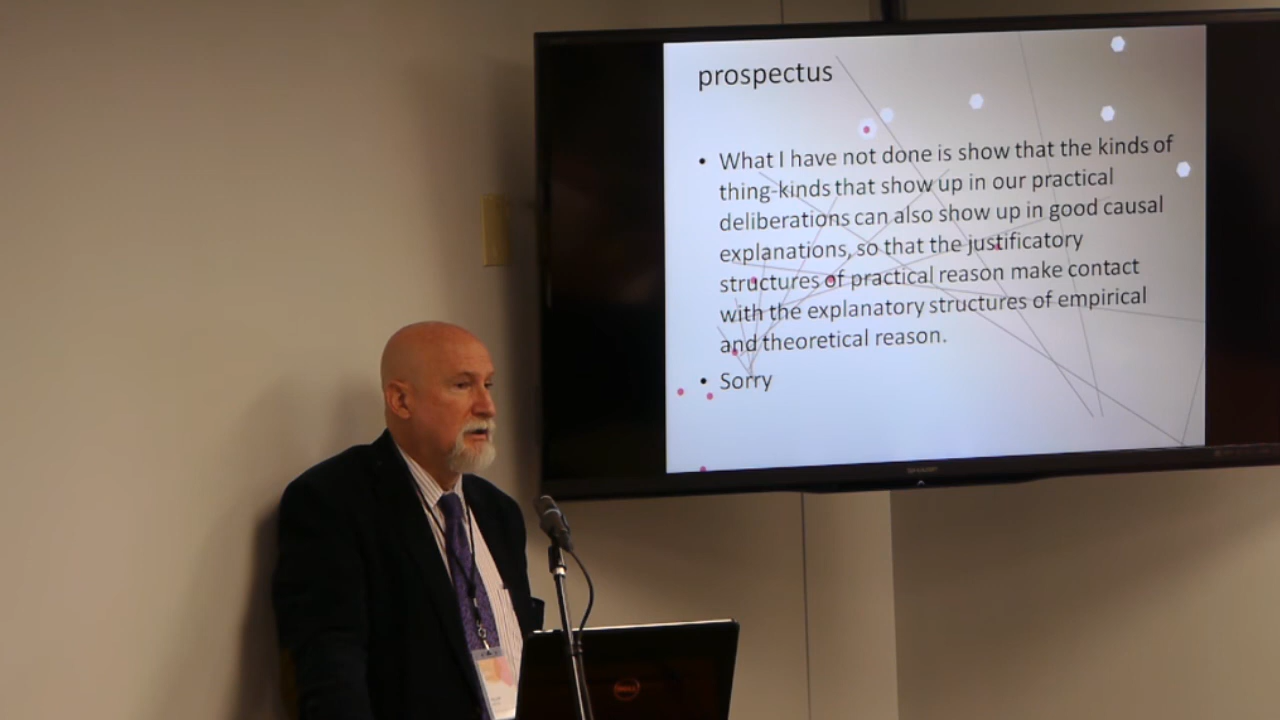 prospectus
• What I have not done is show that the kinds of
thing-kinds that show up in our practical
deliberations can also show up in good causal
explanations, so that the justificatory
structures of practical reason make contact
with the explanatory structures of empirical
and theoretical reason.
• Sorry
SHARP
DELL